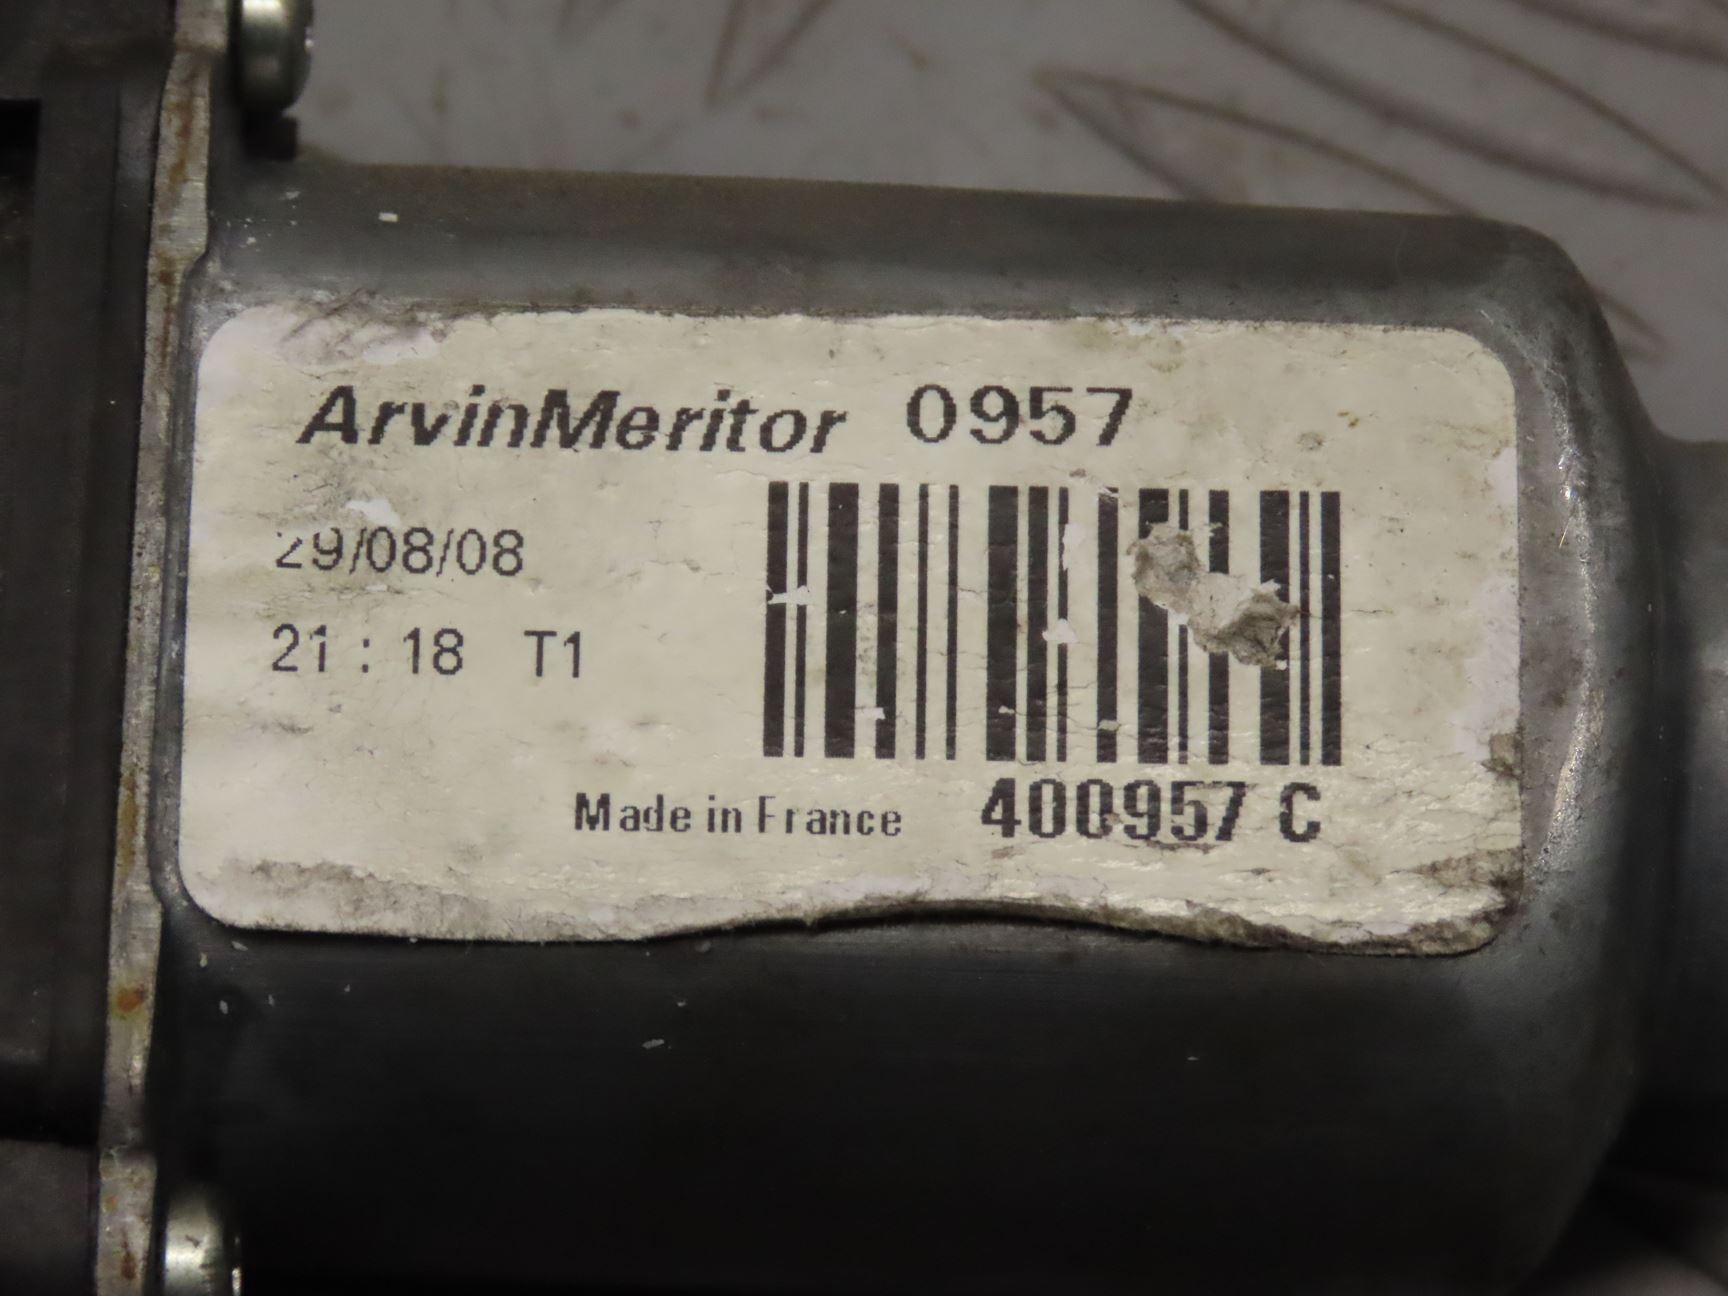 ArvinMeritor 0957
29/08/08
21 : 18 T1
Made in France 400957 C